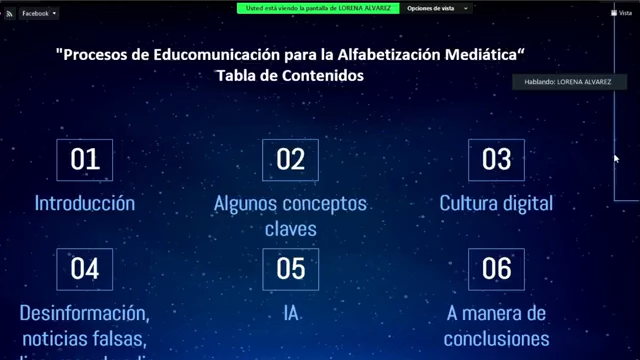 Facebook
Usted está viendo la pantalla de LORENA ALVAREZ
Opciones de vista
Vista
"Procesos de Educomunicación para la Alfabetización Mediática“
Tabla de Contenidos
Hablando: LORENA ALVAREZ
01
02
03
Introducción
Algunos conceptos
claves
Cultura digital
04
05
06
Desinformación,
noticias falsas,
IA
A manera de
conclusiones